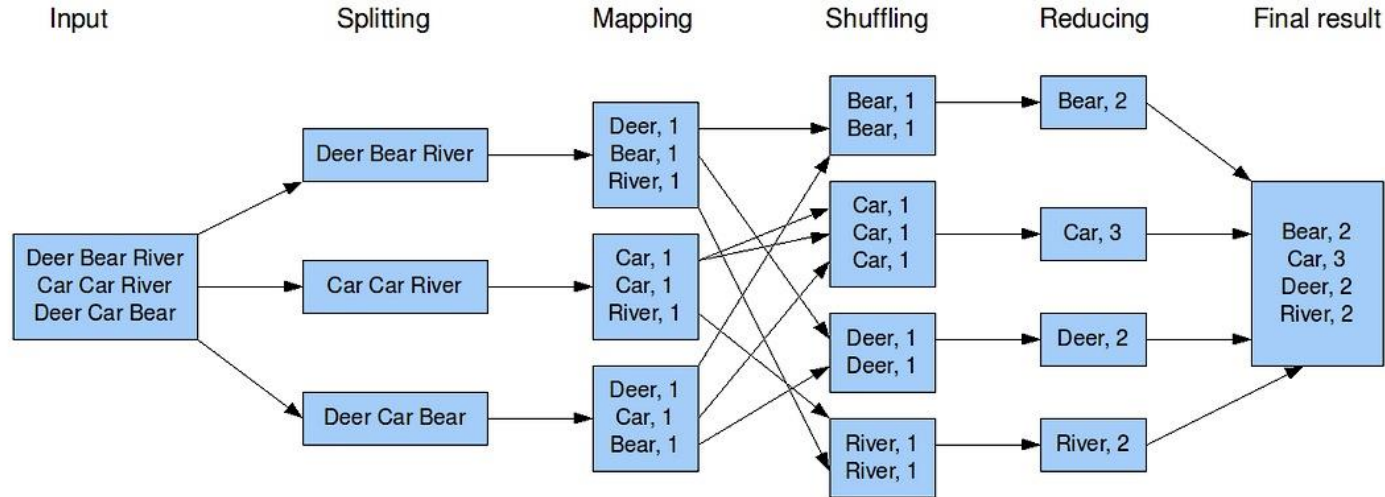 Input
Splitting
Mapping
Shuffling
Reducing
Final result
Deer Bear River
Car Car River
Deer Car Bear
Deer Bear River
Car Car River
Deer Car Bear
Deer, 1
Bear, 1
River, 1
Car, 1
Car, 1
River, 1
Deer, 1
Car, 1
Bear, 1
Bear, 1
Bear, 1
Car, 1
Car, 1
Car, 1
Deer, 1
Deer, 1
River, 1
River, 1
Bear, 2
Car, 3
Deer, 2
River, 2
Bear, 2
Car, 3
Deer, 2
River, 2